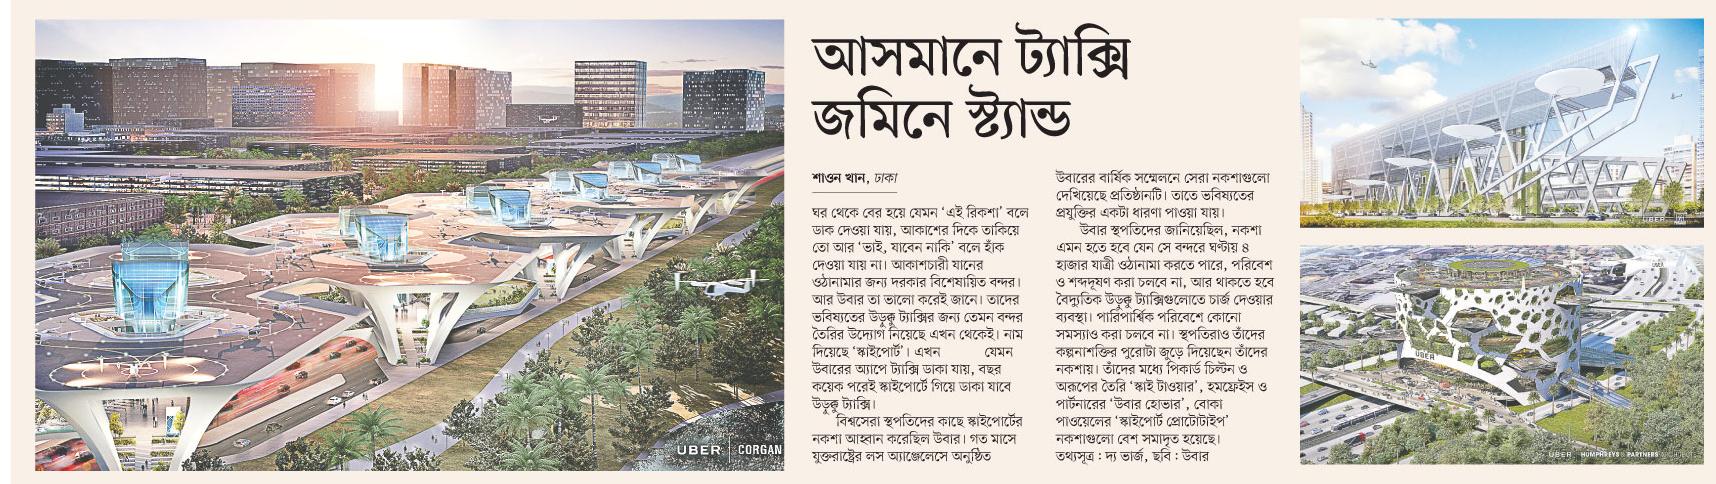 আসমানে ট্যাক্সি
জমিনে স্ট্যান্ড
শাওন খান, ঢাকা
ঘর থেকে বের হয়ে যেমন ‘এই রিকশা’ বলে
ডাক দেওয়া যায়, আকাশের দিকে তাকিয়ে
তো আর ‘ভাই, যাবেন নাকি’ বলে হাঁক
দেওয়া যায় না। আকাশচারী যানের
ওঠানামার জন্য দরকার বিশেষায়িত বন্দর।
আর উবার তা ভালো করেই জানে। তাদের
ভবিষ্যতের উড়ুক্কু ট্যাক্সির জন্য তেমন বন্দর
তৈরির উদ্যোগ নিয়েছে এখন থেকেই। নাম
দিয়েছে ‘স্কাইপোর্ট’। এখন যেমন
উবারের অ্যাপে ট্যাক্সি ডাকা যায়, বছর
কয়েক পরেই স্কাইপোর্টে গিয়ে ডাকা যাবে
উড়ুক্কু ট্যাক্সি।
বিশ্বসেরা স্থপতিদের কাছে স্কাইপোর্টের
নকশা আহ্বান করেছিল উবার। গত মাসে
যুক্তরাষ্ট্রের লস অ্যাঞ্জেলেসে অনুষ্ঠিত
উবারের বার্ষিক সম্মেলনে সেরা নকশাগুলো
দেখিয়েছে প্রতিষ্ঠানটি। তাতে ভবিষ্যতের
প্রযুক্তির একটা ধারণা পাওয়া যায়।
উবার স্থপতিদের জানিয়েছিল, নকশা
এমন হতে হবে যেন সে বন্দরে ঘণ্টায় ৪
হাজার যাত্রী ওঠানামা করতে পারে, পরিবেশ
ও শব্দদূষণ করা চলবে না, আর থাকতে হবে
বৈদ্যুতিক উড়ুক্কু ট্যাক্সিগুলোতে চার্জ দেওয়ার
ব্যবস্থা। পারিপার্শ্বিক পরিবেশে কোনো
সমস্যাও করা চলবে না। স্থপতিরাও তাঁদের
কল্পনাশক্তির পুরোটা জুড়ে দিয়েছেন তাঁদের
নকশায়। তাঁদের মধ্যে পিকার্ড চিল্টন ও
অরূপের তৈরি ‘স্কাই টাওয়ার’, হমফ্রেইস ও
পার্টনারের ‘উবার হোভার’, বোকা
পাওয়েলের ‘স্কাইপোর্ট প্রোটোটাইপ’
নকশাগুলো বেশ সমাদৃত হয়েছে।
তথ্যসূত্র : দ্য ভার্জ, ছবি : উবার
UBER | CORGAN
UBER
UBER
UBER HUMPHREYS & PARTNERS ARCHITECTS